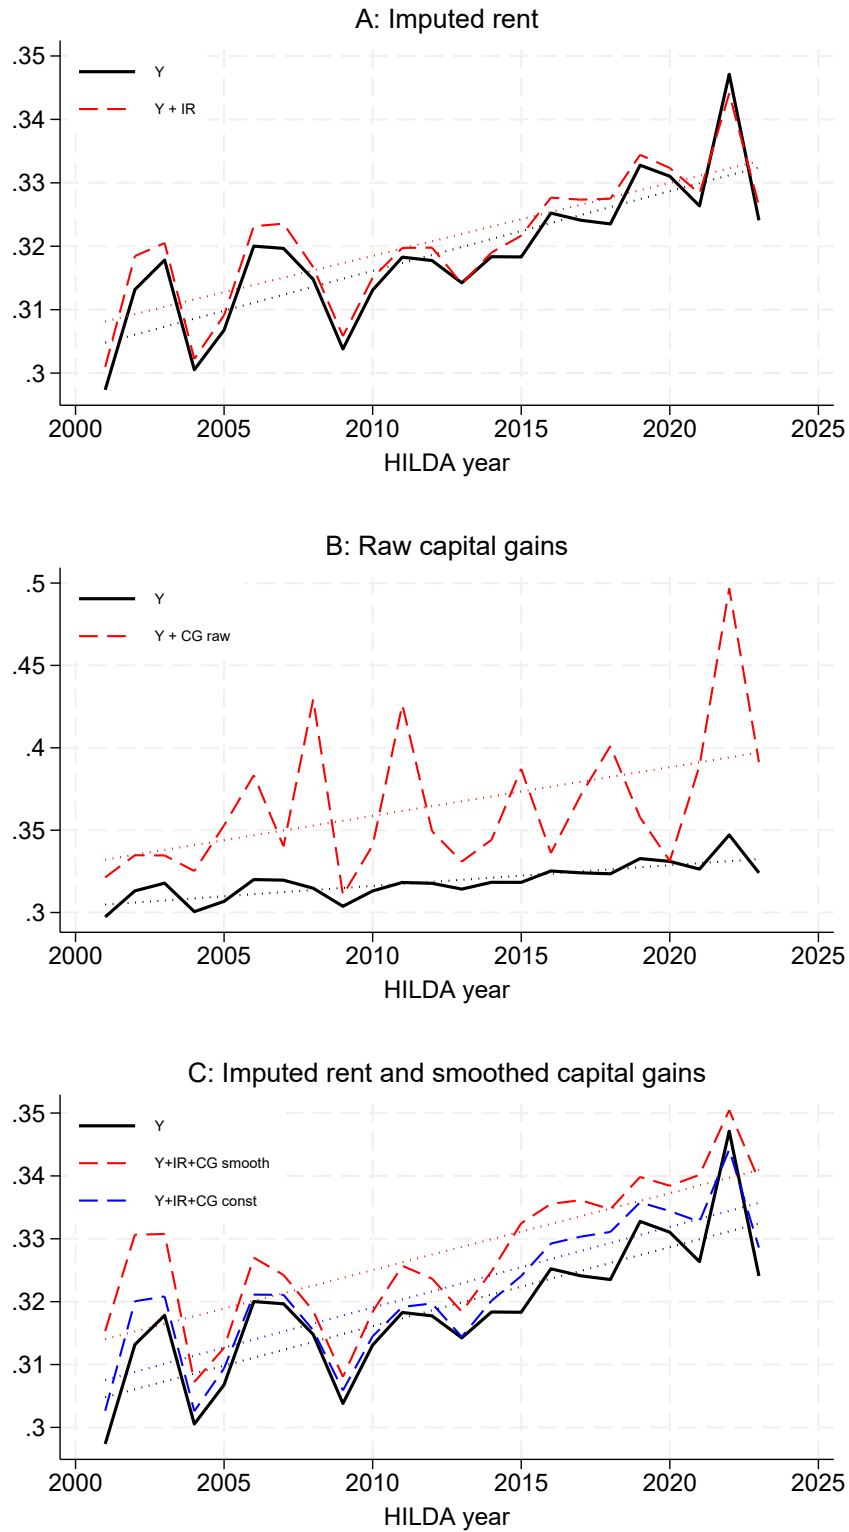 A: Imputed rent
.35
Y
Y + IR
.34
.33
.32
.31
.3
2000 2005 2010 2015 2020 2025
HILDA year
B: Raw capital gains
.5
Y
Y + CG raw
.45
.4
.35
.3
2000 2005 2010 2015 2020 2025
HILDA year
C: Imputed rent and smoothed capital gains
.35
Y
Y+IR+CG smooth
.34
Y+IR+CG const
.33
.32
.31
.3
2000 2005 2010 2015 2020 2025
HILDA year